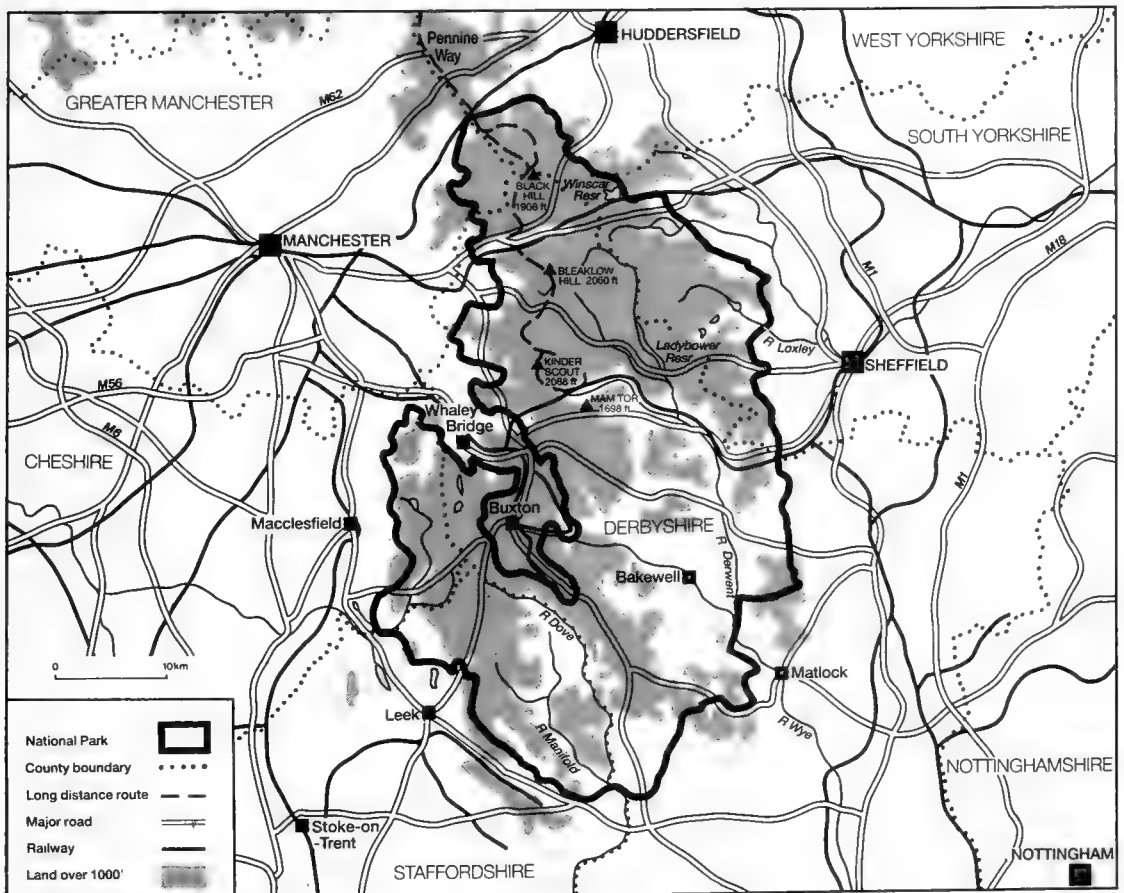 Pennine
Way
HUDDERSFIELD
WEST YORKSHIRE
GREATER MANCHESTER
M62
SOUTH YORKSHIRE
BLACK
HILL
1908 ft
Winscar
Resr
MANCHESTER
M1
M18
BLEAKLOW
HILL 2060 ft
R Loxley
Ladybower
Resr
SHEFFIELD
KINDER
SCOUT
2088 ft
M56
MAM TOR
1698 ft
M6
Whaley
Bridge
CHESHIRE
M1
Macclesfield
Buxton
DERBYSHIRE
R Derwent
Bakewell
R Dove
0 10km
Matlock
Leek
R Wye
R Manifold
National Park
County boundary
Long distance route
Major road
Railway
Land over 1000'
NOTTINGHAMSHIRE
Stoke-on
-Trent
STAFFORDSHIRE
NOTTINGHAM